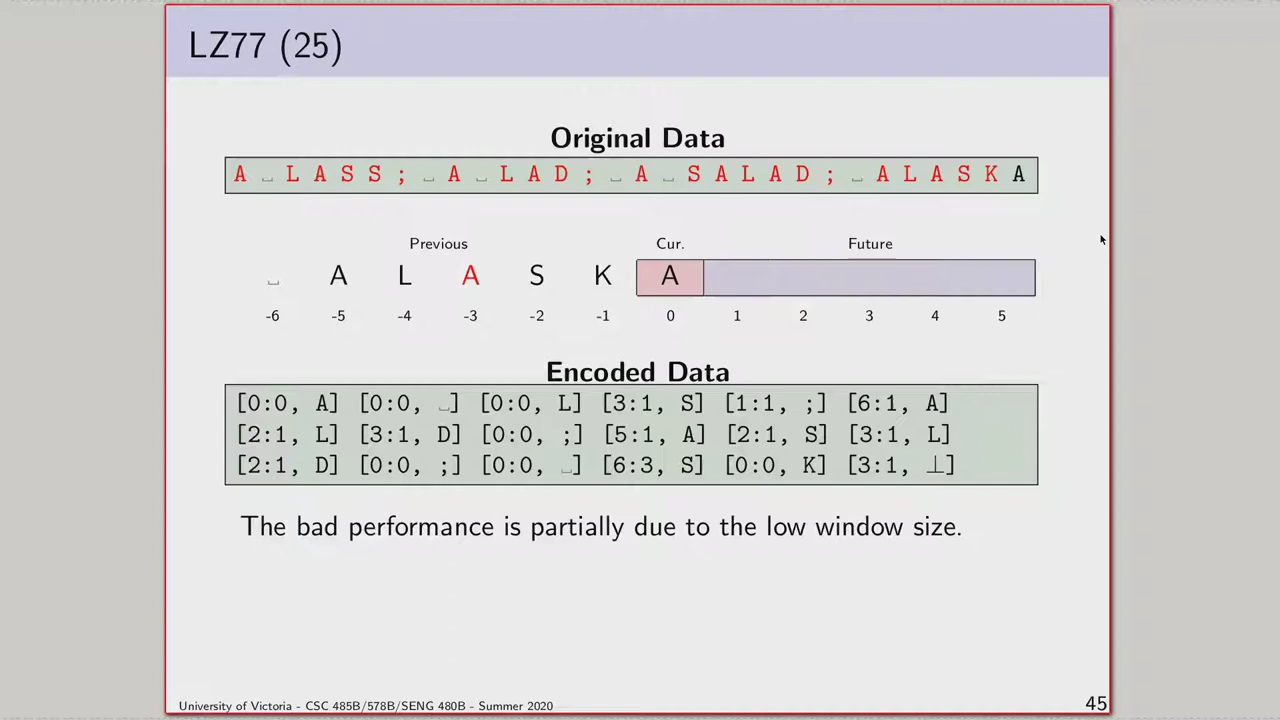 LZ77 (25)
Original Data
A ␣ L A S S ; ␣ A ␣ L A D ; ␣ A ␣ S A L A D ; ␣ A L A S K A
Previous Cur. Future
␣ A L A S K A
-6 -5 -4 -3 -2 -1 0 1 2 3 4 5
Encoded Data
[0:0, A] [0:0, ␣] [0:0, L] [3:1, S] [1:1, ;] [6:1, A]
[2:1, L] [3:1, D] [0:0, ;] [5:1, A] [2:1, S] [3:1, L]
[2:1, D] [0:0, ;] [0:0, ␣] [6:3, S] [0:0, K] [3:1, ⊥]
The bad performance is partially due to the low window size.
University of Victoria - CSC 485B/578B/SENG 480B - Summer 2020
45